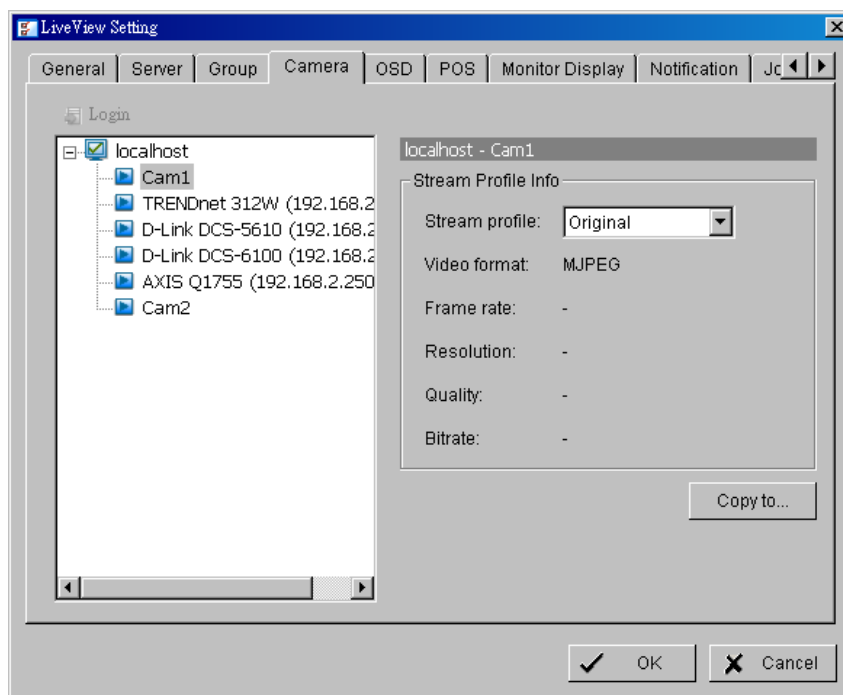 LiveView Setting
General Server Group Camera OSD POS Monitor Display Notification
Login
localhost
Cam1
TRENDnet 312W (192.168.2
D-Link DCS-5610 (192.168.2
D-Link DCS-6100 (192.168.2
AXIS Q1755 (192.168.2.250
Cam2
localhost - Cam1
Stream Profile Info
Stream profile: Original
Video format: MJPEG
Frame rate: -
Resolution: -
Quality: -
Bitrate: -
Copy to...
OK Cancel